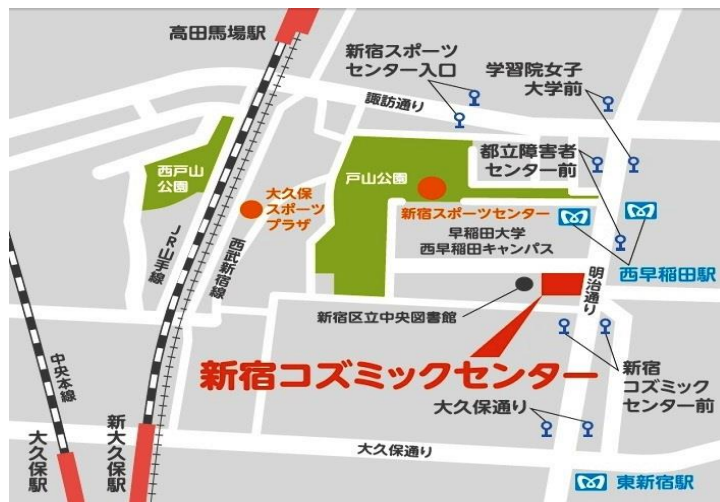 高田馬場駅
新宿スポーツ
センター入口
学習院女子
大学前
諏訪通り
都立障害者
センター前
西戸山
公園
戸山公園
大久保
スポーツ
プラザ
新宿スポーツセンター
早稲田大学
西早稲田キャンパス
西早稲田駅
JR山手線
西武新宿線
明治通り
新宿区立中央図書館
新宿コズミックセンター
新宿
コズミック
センター前
中央本線
大久保通り
大久保通り
大久保駅
新大久保駅
東新宿駅